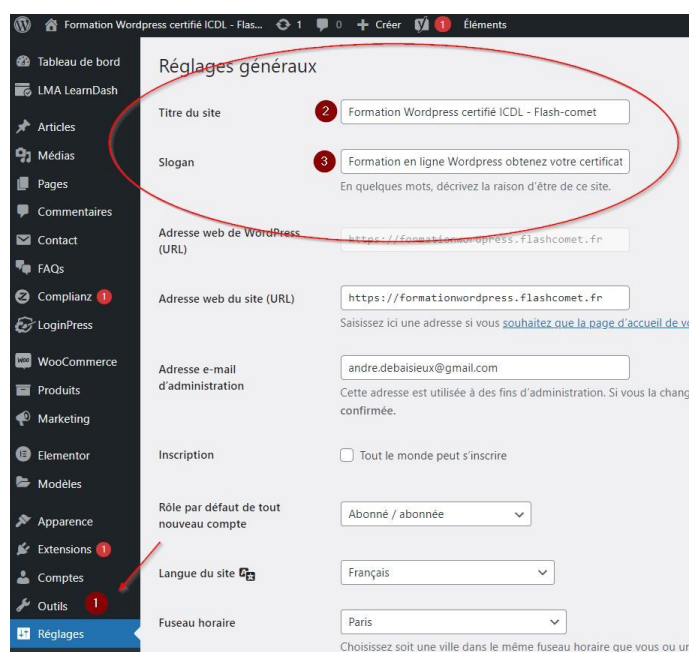 Formation Wordpress certifié ICDL - Flas... 1 0 + Créer 1 Éléments
Tableau de bord
LMA LearnDash
Articles
Médias
Pages
Commentaires
Contact
FAQs
Complianz 1
LoginPress
WooCommerce
Produits
Marketing
Elementor
Modèles
Apparence
Extensions 1
Comptes
Outils 1
Réglages
Réglages généraux
Titre du site 2 Formation Wordpress certifié ICDL - Flash-comet
Slogan 3 Formation en ligne Wordpress obtenez votre certificat
En quelques mots, décrivez la raison d’être de ce site.
Adresse web de WordPress
(URL)
https://formationwordpress.flashcomet.fr
Adresse web du site (URL) https://formationwordpress.flashcomet.fr
Saisissez ici une adresse si vous souhaitez que la page d’accueil de
Adresse e-mail
d’administration
andre.debaisieux@gmail.com
Cette adresse est utilisée à des fins d’administration. Si vous la
confirmée.
Inscription Tout le monde peut s’inscrire
Rôle par défaut de tout
nouveau compte
Abonné / abonnée
Langue du site Français
Fuseau horaire Paris
Choisissez soit une ville dans le même fuseau horaire que vous ou